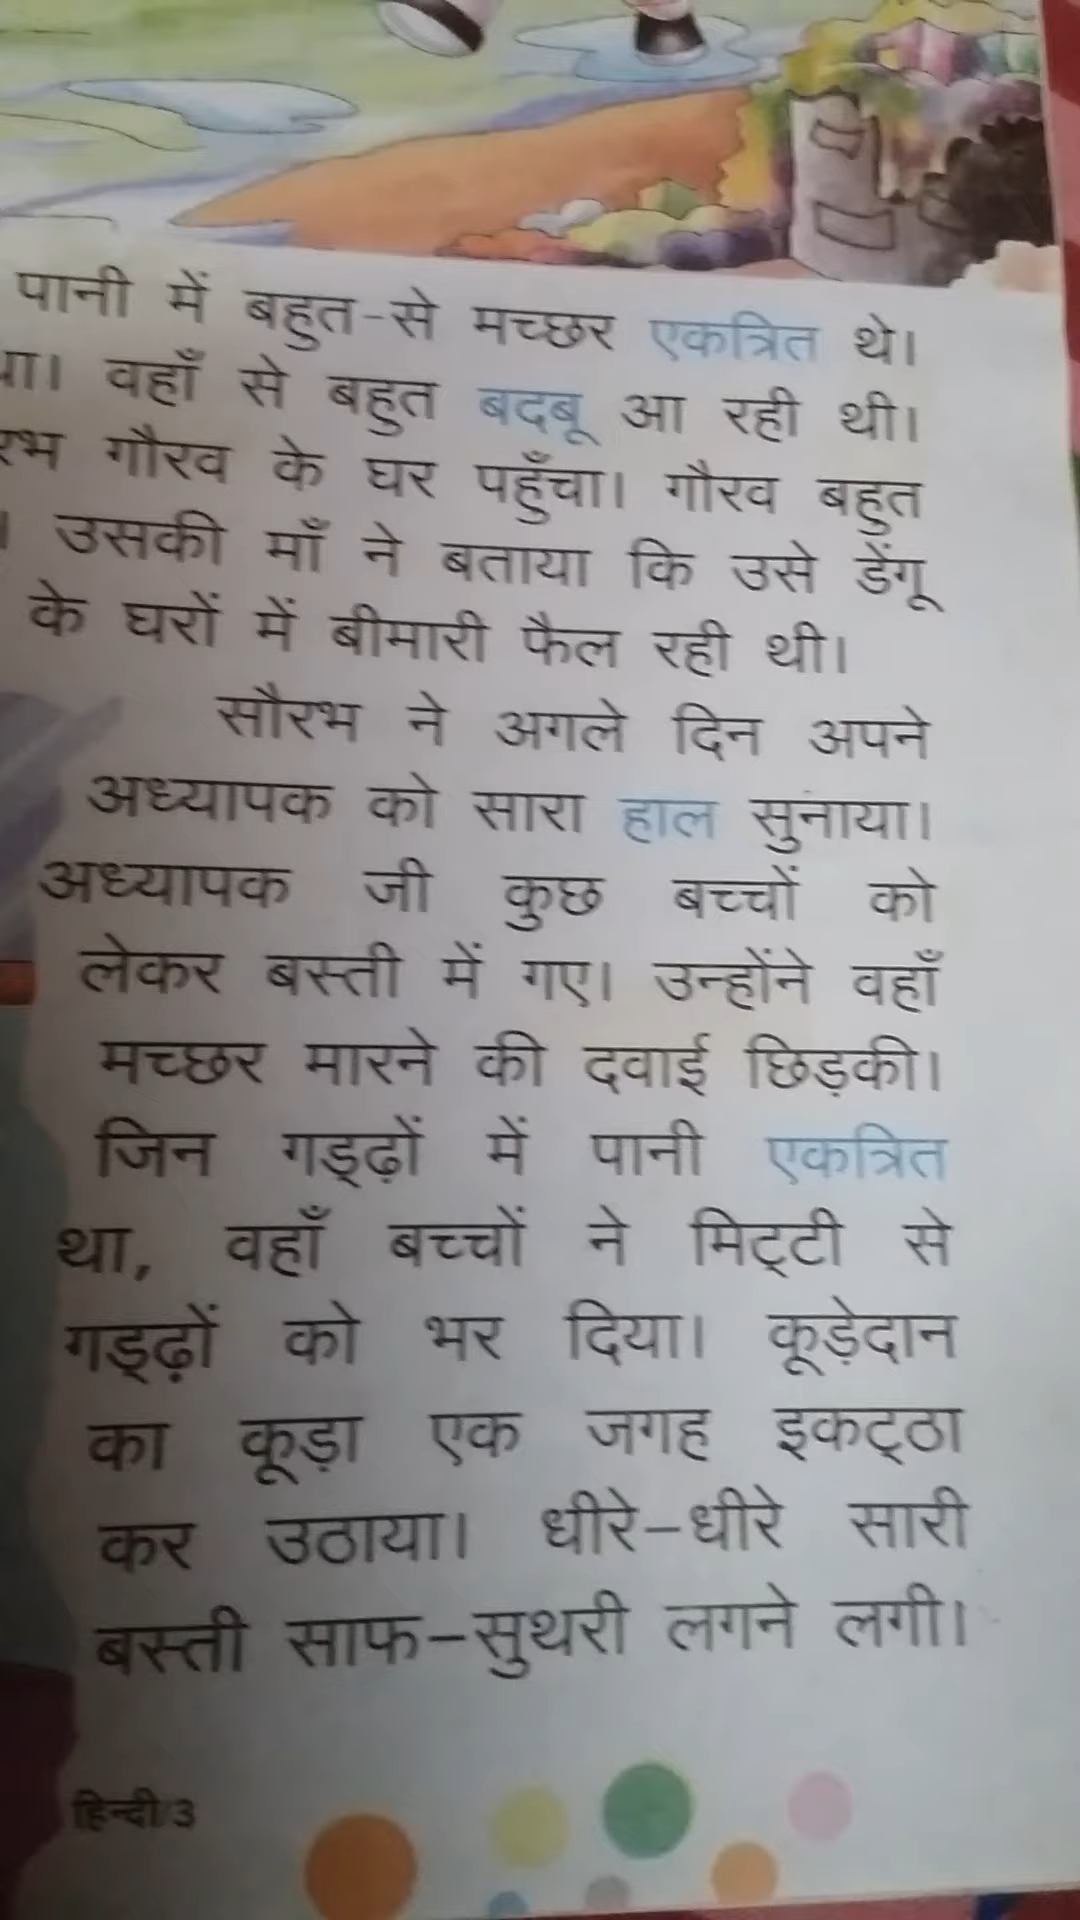 पानी में बहुत-से मच्छर एकत्रित थे।
वहाँ से बहुत बदबू आ रही थी।
गौरव के घर पहुँचा। गौरव बहुत
उसकी माँ ने बताया कि उसे डेंगू
के घरों में बीमारी फैल रही थी।
सौरभ ने अगले दिन अपने
अध्यापक को सारा हाल सुनाया।
अध्यापक जी कुछ बच्चों को
लेकर बस्ती में गए। उन्होंने वहाँ
मच्छर मारने की दवाई छिड़की।
जिन गड्ढ़ों में पानी एकत्रित
था, वहाँ बच्चों ने मिट्टी से
गड्ढ़ों को भर दिया। कूड़ेदान
का कूड़ा एक जगह इकट्ठा
कर उठाया। धीरे-धीरे सारी
बस्ती साफ-सुथरी लगने लगी।
हिन्दी/3